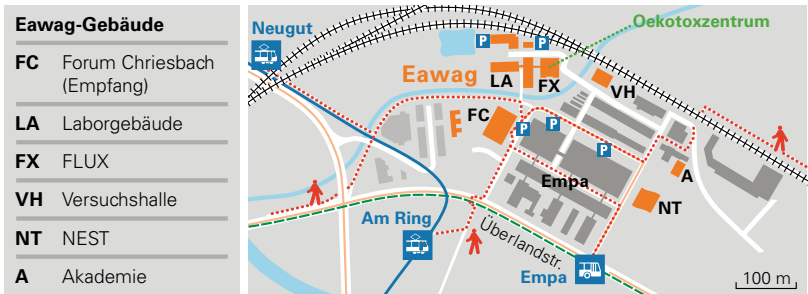 Eawag-Gebäude
FC Forum Chriesbach
(Empfang)
LA Laborgebäude
FX FLUX
VH Versuchshalle
NT NEST
A Akademie
Neugut
Oekotoxzentrum
P
P
Eawag
LA
FX
VH
FC
P
P
P
Empa
A
NT
Am Ring
Überlandstr.
Empa
100 m